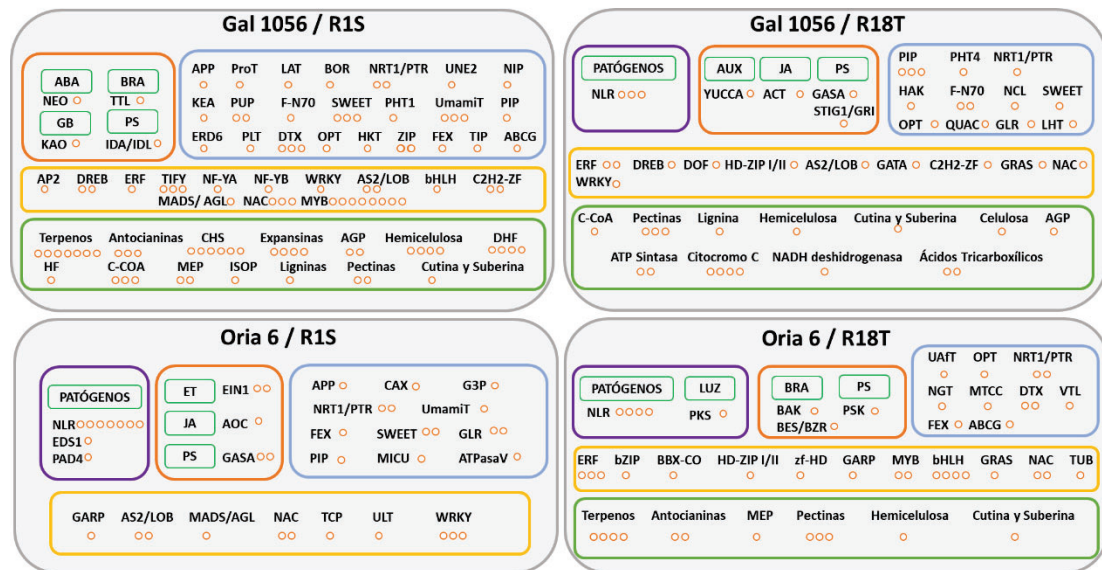 Gal 1056 / R1S
ABA BRA
NEO TTL
GB PS
KAO IDA/IDL
APP ProT LAT BOR NRT1/PTR UNE2 NIP
KEA PUP F-N70 SWEET PHT1 UmamiT PIP
ERD6 PLT DTX OPT HKT ZIP FEX TIP ABCG
AP2 DREB ERF TIFY NF-YA NF-YB WRKY AS2/LOB bHLH C2H2-ZF
MADS/ AGL NAC MYB
Terpenos Antocianinas CHS Expansinas AGP Hemicelulosa DHF
HF C-COA MEP ISOP Ligninas Pectinas Cutina y Suberina
Gal 1056 / R18T
PATÓGENOS
NLR
AUX JA PS
YUCCA ACT GASA
STIG1/GRI
PIP PHT4 NRT1/PTR
HAK F-N70 NCL SWEET
OPT QUAC GLR LHT
ERF DREB DOF HD-ZIP I/II AS2/LOB GATA C2H2-ZF GRAS NAC
WRKY
C-CoA Pectinas Lignina Hemicelulosa Cutina y Suberina Celulosa AGP
ATP Sintasa Citocromo C NADH deshidrogenasa Ácidos Tricarboxílicos
Oria 6 / R1S
PATÓGENOS
NLR
EDS1
PAD4
ET EIN1
JA AOC
PS GASA
APP CAX G3P
NRT1/PTR UmamiT
FEX SWEET GLR
PIP MICU ATPasaV
GARP AS2/LOB MADS/AGL NAC TCP ULT WRKY
Oria 6 / R18T
PATÓGENOS LUZ
NLR PKS
BRA PS
BAK PSK
BES/BZR
UAfT OPT NRT1/PTR
NGT MTCC DTX VTL
FEX ABCG
ERF bZIP BBX-CO HD-ZIP I/II zf-HD GARP MYB bHLH GRAS NAC TUB
Terpenos Antocianinas MEP Pectinas Hemicelulosa Cutina y Suberina